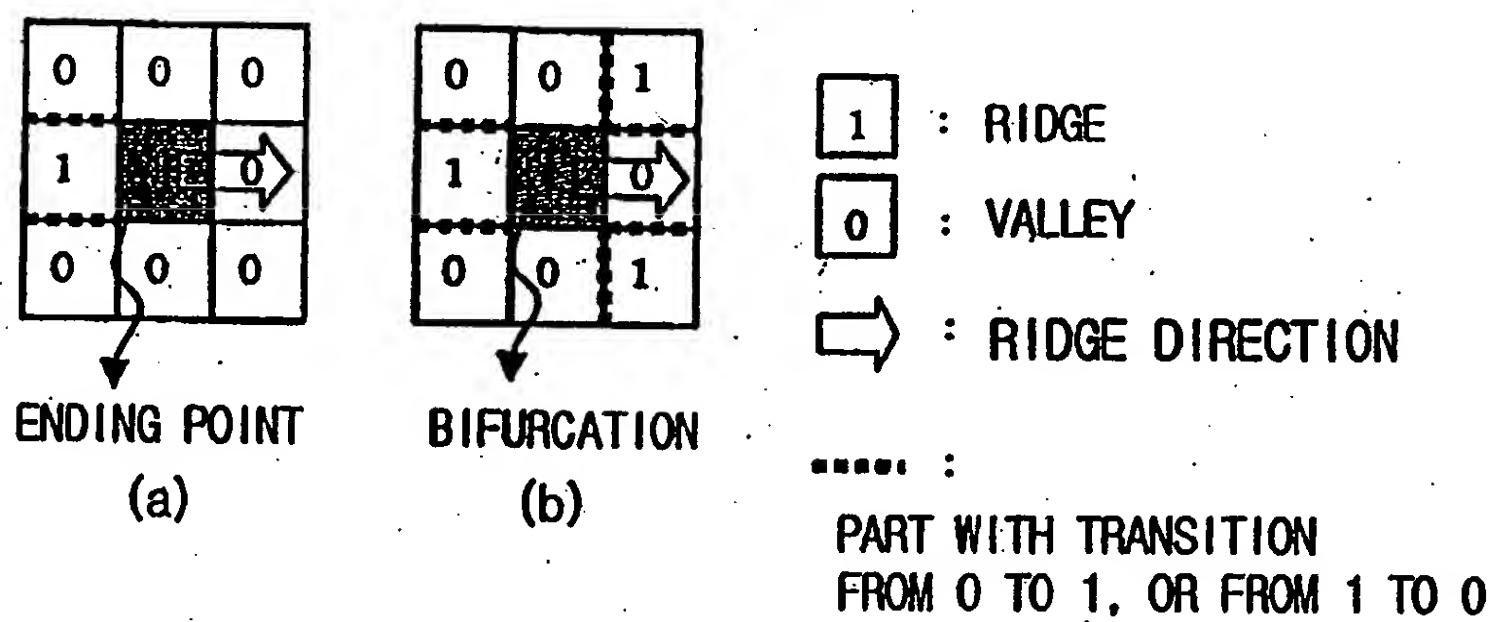 0 0 0
1 0
0 0 0
ENDING POINT
(a)
0 0 1
1 0
0 0 1
BIFURCATION
(b)
1 : RIDGE
0 : VALLEY
: RIDGE DIRECTION
:
PART WITH TRANSITION
FROM 0 TO 1, OR FROM 1 TO 0